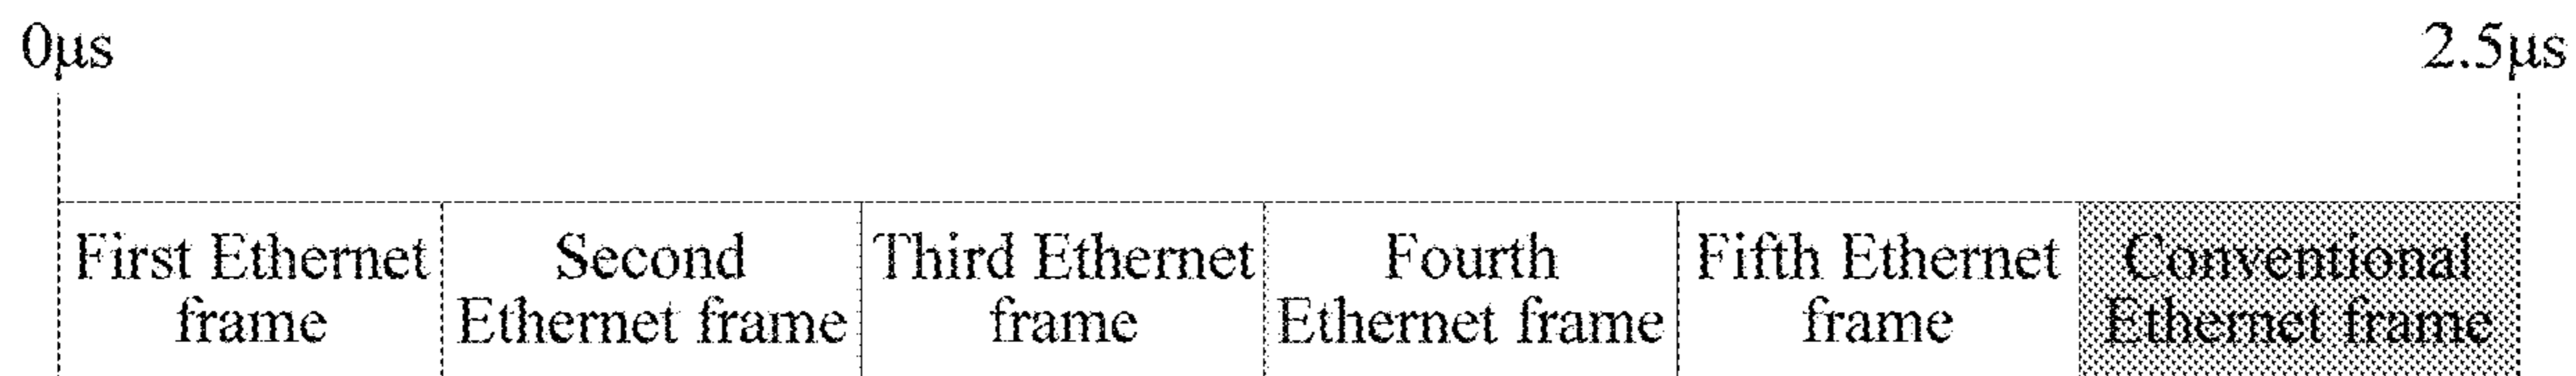 0µs 2.5µs
First Ethernet
frame
Second
Ethernet frame
Third Ethernet
frame
Fourth
Ethernet frame
Fifth Ethernet
frame
Conventional
Ethernet frame